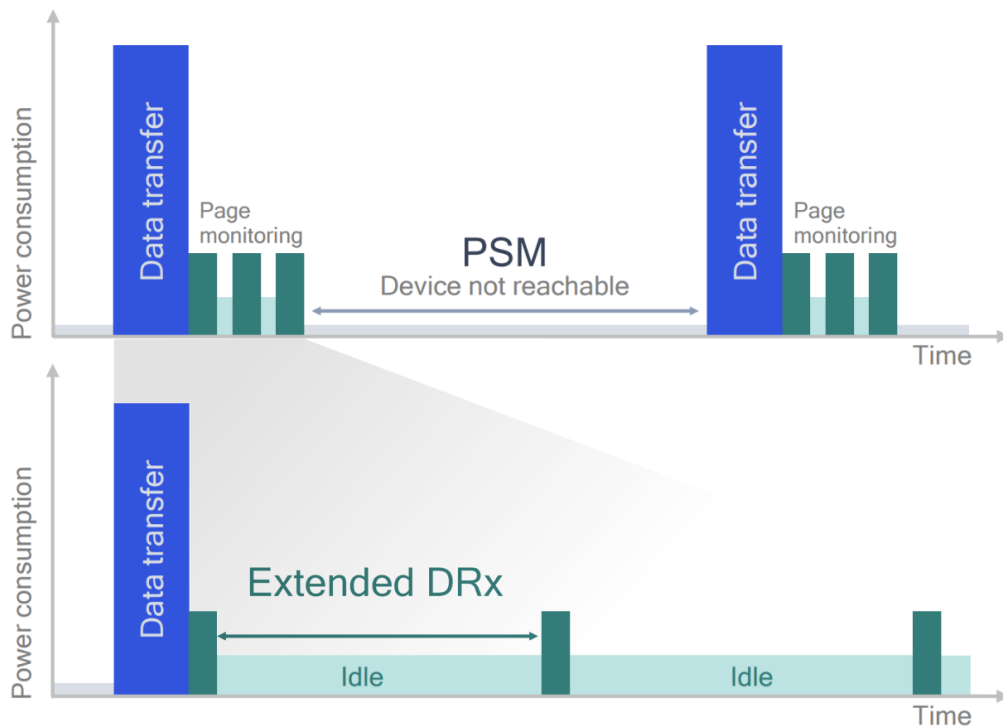 Power consumption
Data transfer
Page
monitoring
PSM
Device not reachable
Data transfer
Page
monitoring
Time
Power consumption
Data transfer
Extended DRx
Idle
Idle
Time